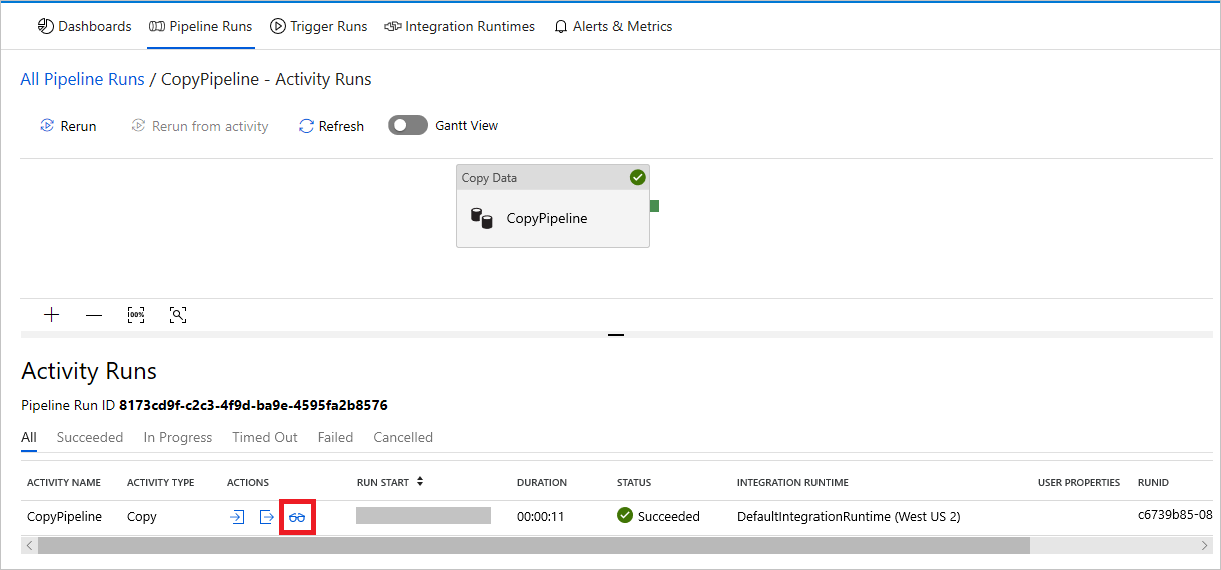 Dashboards Pipeline Runs Trigger Runs Integration Runtimes Alerts & Metrics
All Pipeline Runs / CopyPipeline - Activity Runs
Rerun Rerun from activity Refresh Gantt View
Copy Data
CopyPipeline
100%
Activity Runs
Pipeline Run ID 8173cd9f-c2c3-4f9d-ba9e-4595fa2b8576
All Succeeded In Progress Timed Out Failed Cancelled
ACTIVITY NAME ACTIVITY TYPE ACTIONS RUN START DURATION STATUS INTEGRATION RUNTIME USER PROPERTIES RUNID
CopyPipeline Copy 00:00:11 Succeeded DefaultIntegrationRuntime (West US 2) c6739b85-08